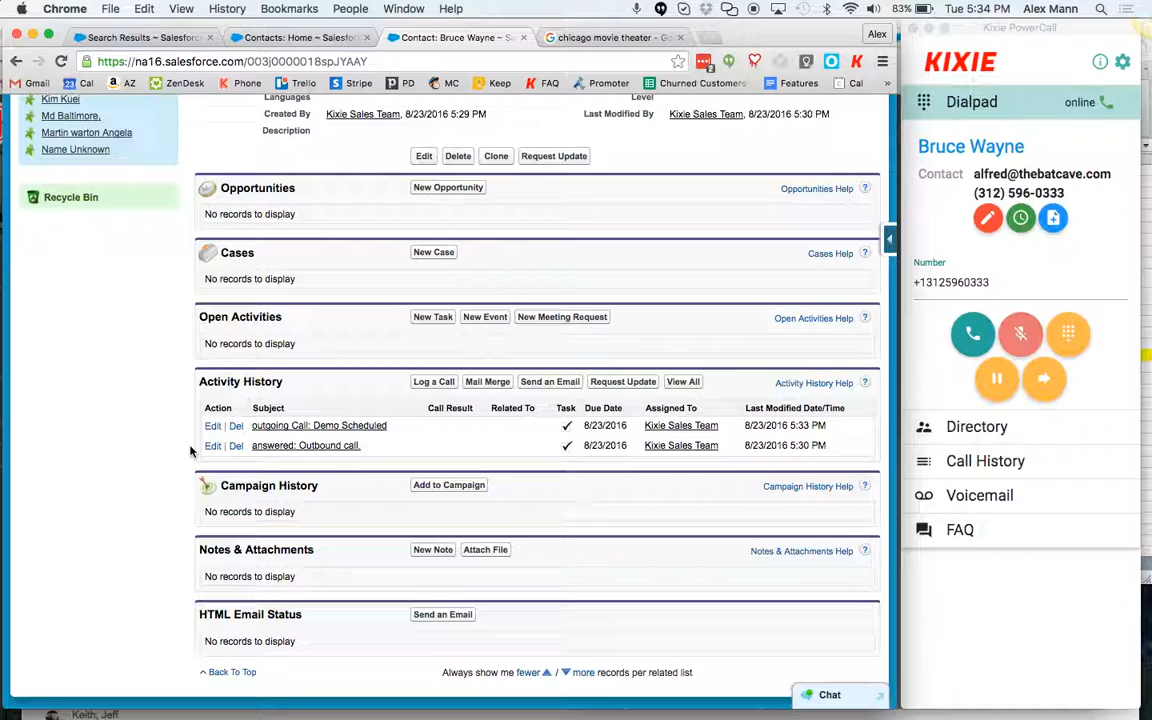 Chrome File Edit View History Bookmarks People Window Help 83% Tue 5:34 PM Alex Mann
Search Results ~ Salesforc × Contacts: Home ~ Salesforc × Contact: Bruce Wayne ~ Sa × chicago movie theater - Go × Alex
https://na16.salesforce.com/003j0000018spJYAAY
Gmail 23 Cal AZ ZenDesk Phone Trello Stripe PD MC Keep FAQ Promoter Churned Customers Features Cal »
Kim Kuei
Md Baltimore,
Martin warton Angela
Name Unknown
Recycle Bin
Languages Level
Created By Kixie Sales Team, 8/23/2016 5:29 PM Last Modified By Kixie Sales Team, 8/23/2016 5:30 PM
Description
Edit Delete Clone Request Update
Opportunities New Opportunity Opportunities Help ?
No records to display
Cases New Case Cases Help ?
No records to display
Open Activities New Task New Event New Meeting Request Open Activities Help ?
No records to display
Activity History Log a Call Mail Merge Send an Email Request Update View All Activity History Help ?
Action Subject Call Result Related To Task Due Date Assigned To Last Modified Date/Time
Edit | Del outgoing Call: Demo Scheduled ✓ 8/23/2016 Kixie Sales Team 8/23/2016 5:33 PM
Edit | Del answered: Outbound call. ✓ 8/23/2016 Kixie Sales Team 8/23/2016 5:30 PM
Campaign History Add to Campaign Campaign History Help ?
No records to display
Notes & Attachments New Note Attach File Notes & Attachments Help ?
No records to display
HTML Email Status Send an Email
No records to display
Back To Top Always show me fewer / more records per related list
Chat
Keith, Jeff
Kixie PowerCall
KIXIE
Dialpad online
Bruce Wayne
Contact alfred@thebatcave.com
(312) 596-0333
Number
+13125960333
Directory
Call History
Voicemail
FAQ